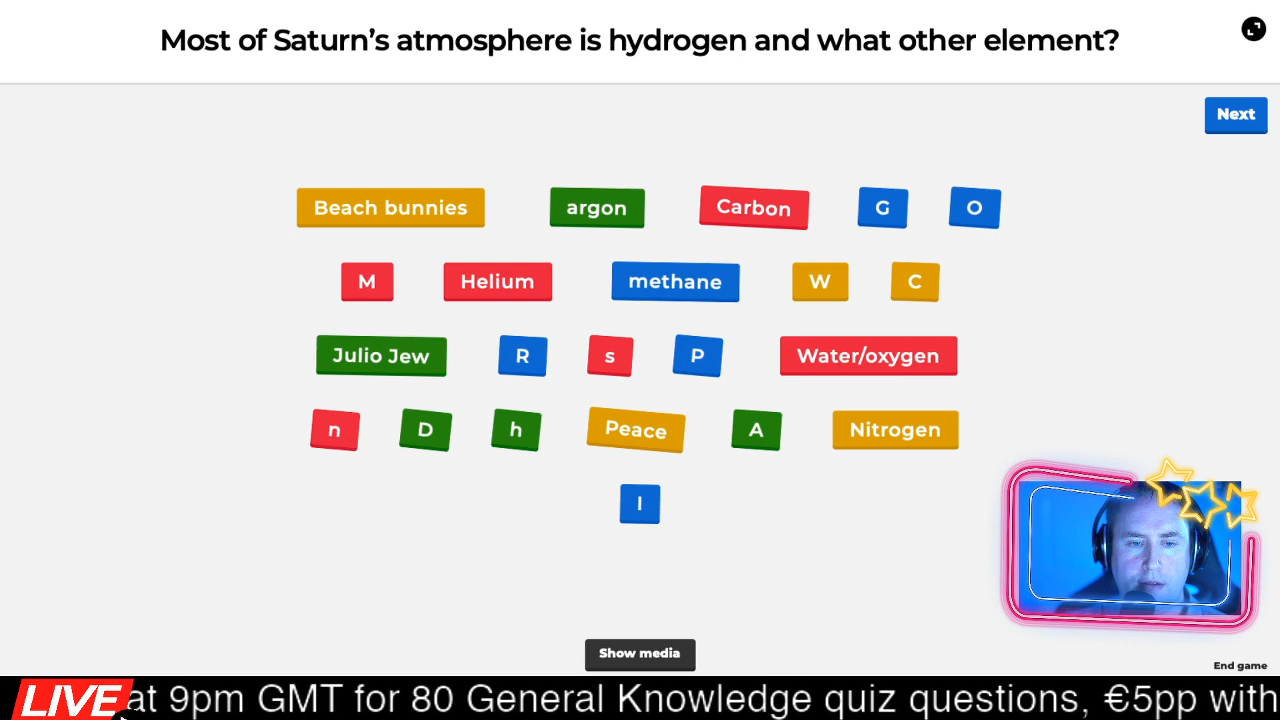 Most of Saturn's atmosphere is hydrogen and what other element?
Next
Beach bunnies argon Carbon G O
M Helium methane W C
Julio Jew R s P Water/oxygen
n D h Peace A Nitrogen
I
Show media
End game
LIVE at 9pm GMT for 80 General Knowledge quiz questions, €5pp with